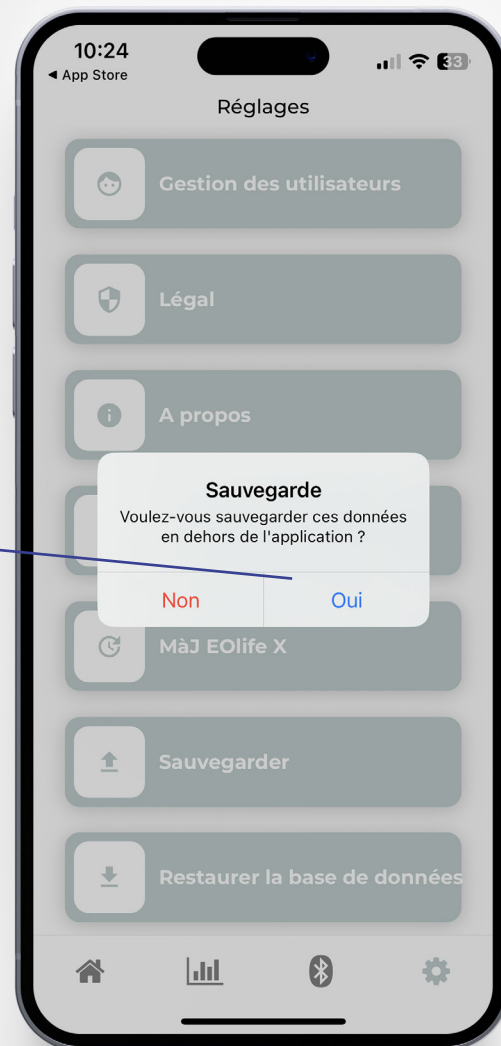 10:24
◀ App Store
33
Réglages
Gestion des utilisateurs
Légal
A propos
Sauvegarde
Voulez-vous sauvegarder ces données
en dehors de l'application ?
Non
Oui
MàJ EOlife X
Sauvegarder
Restaurer la base de données